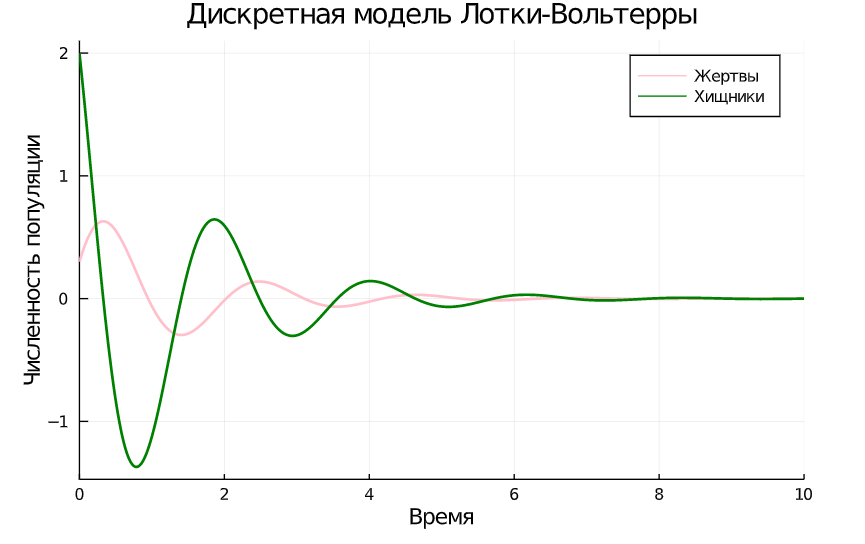 Дискретная модель Лотки-Вольтерры
Жертвы
Хищники
Численность популяции
2
1
0
−1
0 2 4 6 8 10
Время